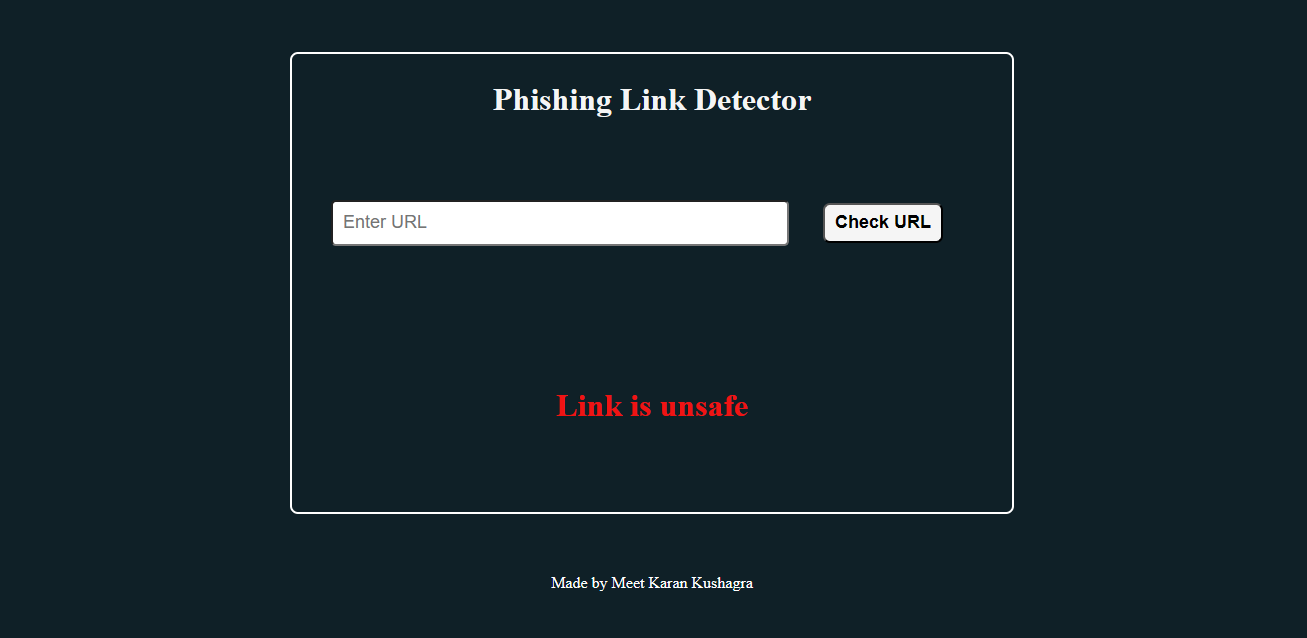 Phishing Link Detector
Enter URL
Check URL
Link is unsafe
Made by Meet Karan Kushagra